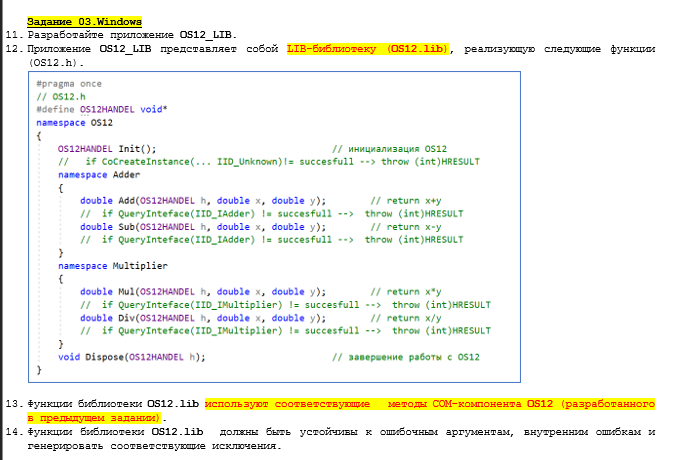 Задание 03.Windows
11. Разработайте приложение OS12_LIB.
12. Приложение OS12_LIB представляет собой LIB-библиотеку (OS12.lib), реализующую следующие функции
(OS12.h).
#pragma once
// OS12.h
#define OS12HANDEL void*
namespace OS12
{
OS12HANDEL Init(); // инициализация OS12
// if CoCreateInstance(... IID_Unknown)!= succesfull --> throw (int)HRESULT
namespace Adder
{
double Add(OS12HANDEL h, double x, double y); // return x+y
// if QueryInteface(IID_IAdder) != succesfull --> throw (int)HRESULT
double Sub(OS12HANDEL h, double x, double y); // return x-y
// if QueryInteface(IID_IAdder) != succesfull --> throw (int)HRESULT
}
namespace Multiplier
{
double Mul(OS12HANDEL h, double x, double y); // return x*y
// if QueryInteface(IID_IMultiplier) != succesfull --> throw (int)HRESULT
double Div(OS12HANDEL h, double x, double y); // return x/y
// if QueryInteface(IID_IMultiplier) != succesfull --> throw (int)HRESULT
}
void Dispose(OS12HANDEL h); // завершение работы с OS12
}
13. Функции библиотеки OS12.lib используют соответствующие методы COM-компонента OS12 (разработанного
в предыдущем задании).
14. Функции библиотеки OS12.lib должны быть устойчивы к ошибочным аргументам, внутренним ошибкам и
генерировать соответствующие исключения.